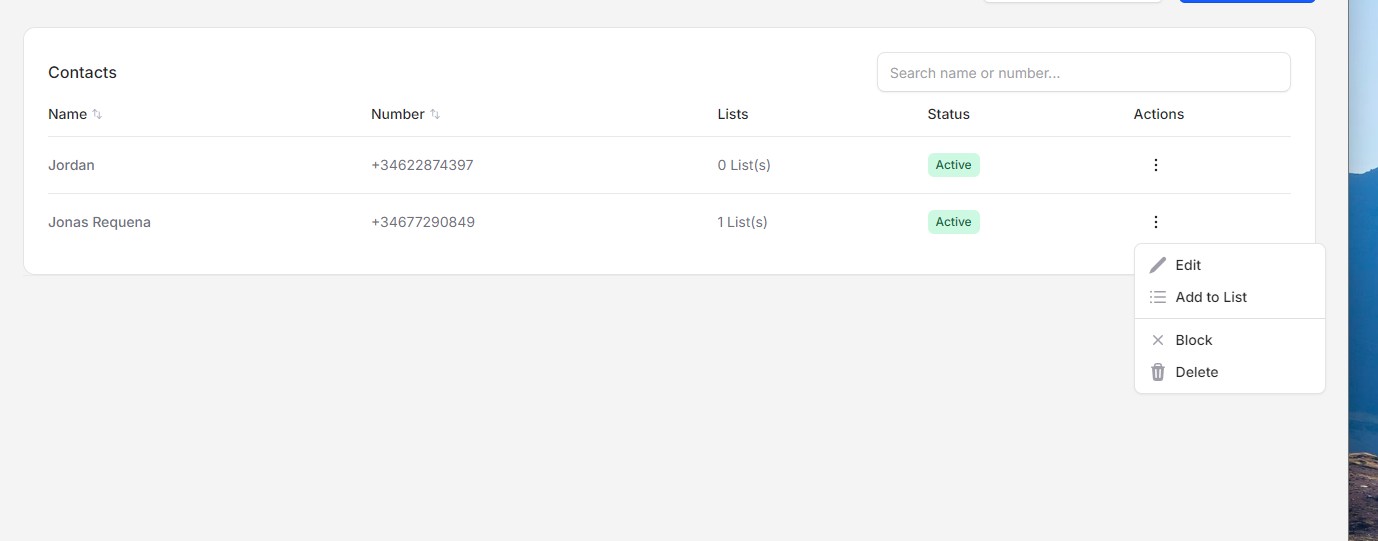 Contacts
Search name or number...
Name Number Lists Status Actions
Jordan +34622874397 0 List(s) Active
Jonas Requena +34677290849 1 List(s) Active
Edit
Add to List
Block
Delete